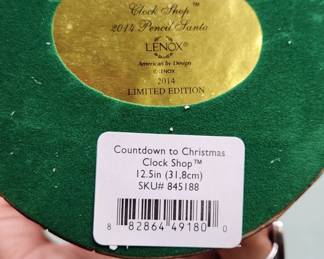 Clock Shop™
2014 Pencil Santa
LENOX®
American by Design
© LENOX
2014
LIMITED EDITION
Countdown to Christmas
Clock Shop™
12.5in (31,8cm)
SKU# 845188
8 82864 49180 0